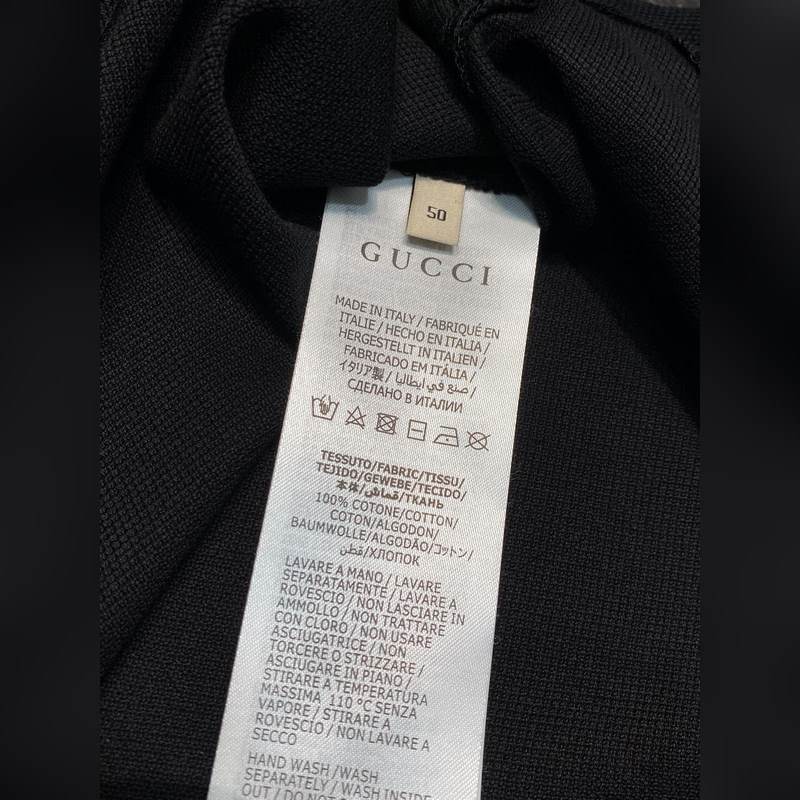 50
GUCCI
MADE IN ITALY / FABRIQUÉ EN
ITALIE / HECHO EN ITALIA /
HERGESTELLT IN ITALIEN /
FABRICADO EM ITÁLIA /
イタリア製 / صنع في ايطاليا /
СДЕЛАНО В ИТАЛИИ
TESSUTO/FABRIC/TISSU/
TEJIDO/GEWEBE/TECIDO/
本体/قماش/ТКАНЬ
100% COTONE/COTTON/
COTON/ALGODON/
BAUMWOLLE/ALGODÃO/コットン/
قطن/ХЛОПОК
LAVARE A MANO / LAVARE
SEPARATAMENTE / LAVARE A
ROVESCIO / NON LASCIARE IN
AMMOLLO / NON TRATTARE
CON CLORO / NON USARE
ASCIUGATRICE / NON
TORCERE O STRIZZARE /
ASCIUGARE IN PIANO /
STIRARE A TEMPERATURA
MASSIMA 110 °C SENZA
VAPORE / STIRARE A
ROVESCIO / NON LAVARE A
SECCO
HAND WASH /WASH
SEPARATELY / WASH INSIDE
OUT / DO NOT